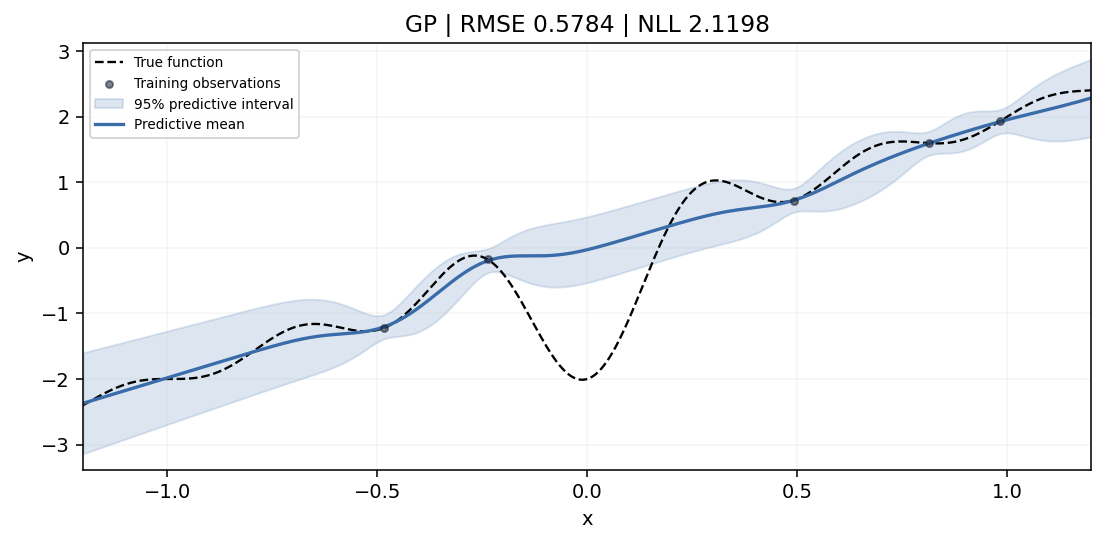 GP | RMSE 0.5784 | NLL 2.1198
True function
Training observations
95% predictive interval
Predictive mean
y
3
2
1
0
−1
−2
−3
−1.0
−0.5
0.0
0.5
1.0
x